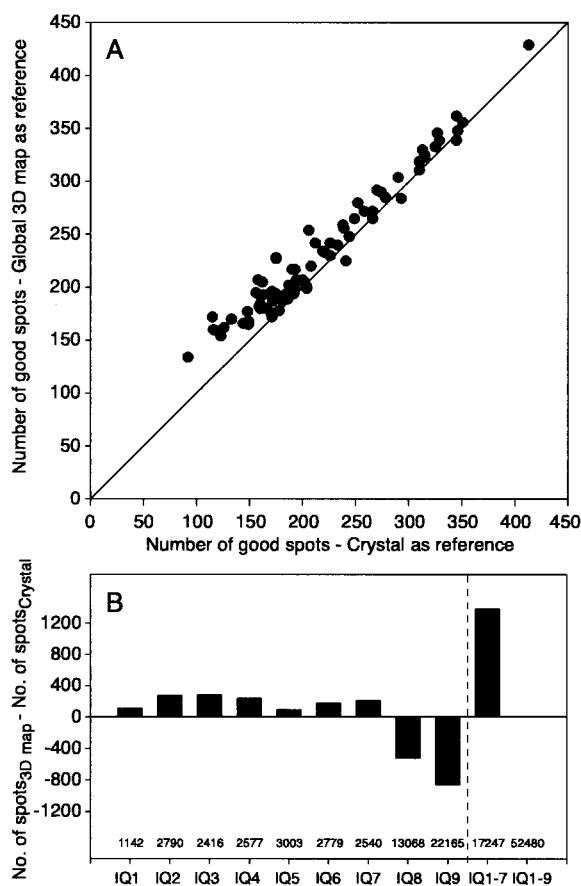 A
Number of good spots - Global 3D map as reference
450
400
350
300
250
200
150
100
50
0
0 50 100 150 200 250 300 350 400 450
Number of good spots - Crystal as reference
B
No. of spots3D map - No. of spotsCrystal
1200
800
400
0
-400
-800
-1200
1142 2790 2416 2577 3003 2779 2540 13068 22165 17247 52480
IQ1 IQ2 IQ3 IQ4 IQ5 IQ6 IQ7 IQ8 IQ9 IQ1-7 IQ1-9